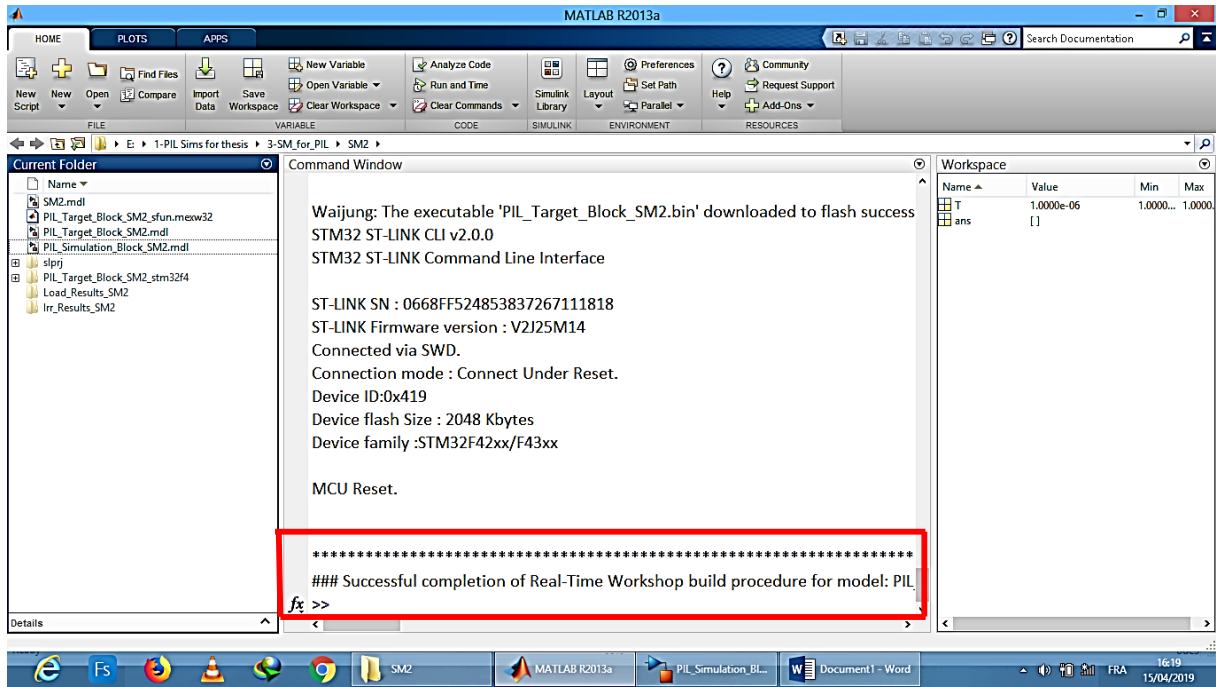 MATLAB R2013a
HOME PLOTS APPS
Search Documentation
New Script
New
Open
Find Files
Compare
Import Data
Save Workspace
New Variable
Open Variable
Clear Workspace
Analyze Code
Run and Time
Clear Commands
Simulink Library
Layout
Preferences
Set Path
Parallel
Help
Community
Request Support
Add-Ons
FILE VARIABLE CODE SIMULINK ENVIRONMENT RESOURCES
E: 1-PIL Sims for thesis 3-SM_for_PIL SM2
Current Folder
Name
SM2.mdl
PIL_Target_Block_SM2_sfun.mexw32
PIL_Target_Block_SM2.mdl
PIL_Simulation_Block_SM2.mdl
slprj
PIL_Target_Block_SM2_stm32f4
Load_Results_SM2
Irr_Results_SM2
Details
Command Window
Waijung: The executable 'PIL_Target_Block_SM2.bin' downloaded to flash success
STM32 ST-LINK CLI v2.0.0
STM32 ST-LINK Command Line Interface
ST-LINK SN : 0668FF524853837267111818
ST-LINK Firmware version : V2J25M14
Connected via SWD.
Connection mode : Connect Under Reset.
Device ID:0x419
Device flash Size : 2048 Kbytes
Device family :STM32F42xx/F43xx
MCU Reset.
********************************************************************
### Successful completion of Real-Time Workshop build procedure for model: PIL_
fx >>
Workspace
Name Value Min Max
T 1.0000e-06 1.0000... 1.0000.
ans []
Fs
SM2
MATLAB R2013a
PIL_Simulation_Bl...
Document1 - Word
FRA
16:19
15/04/2019